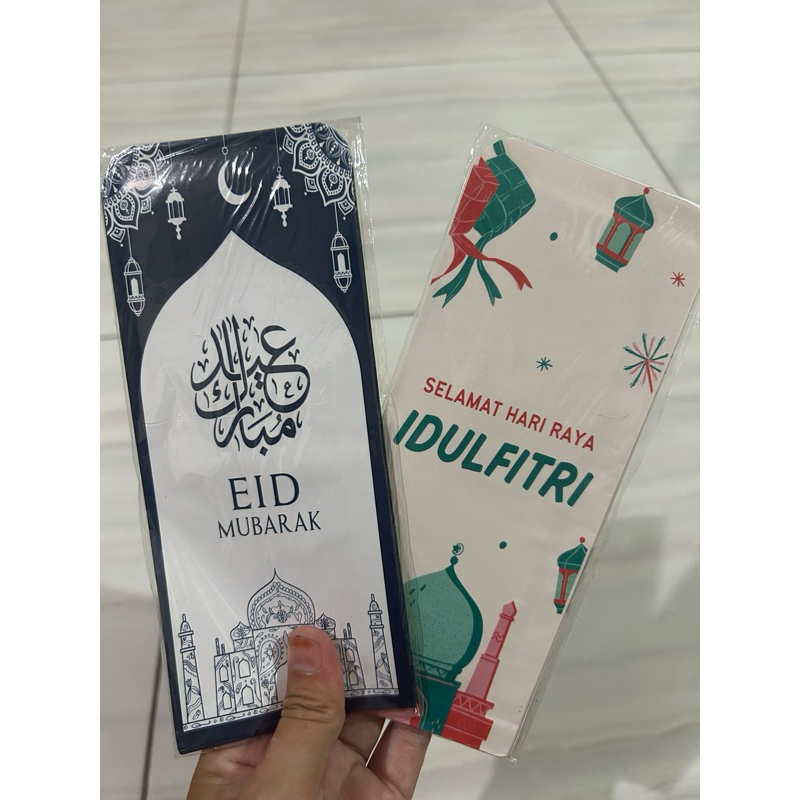 عيد
مبارك
EID
MUBARAK
SELAMAT HARI RAYA
IDULFITRI